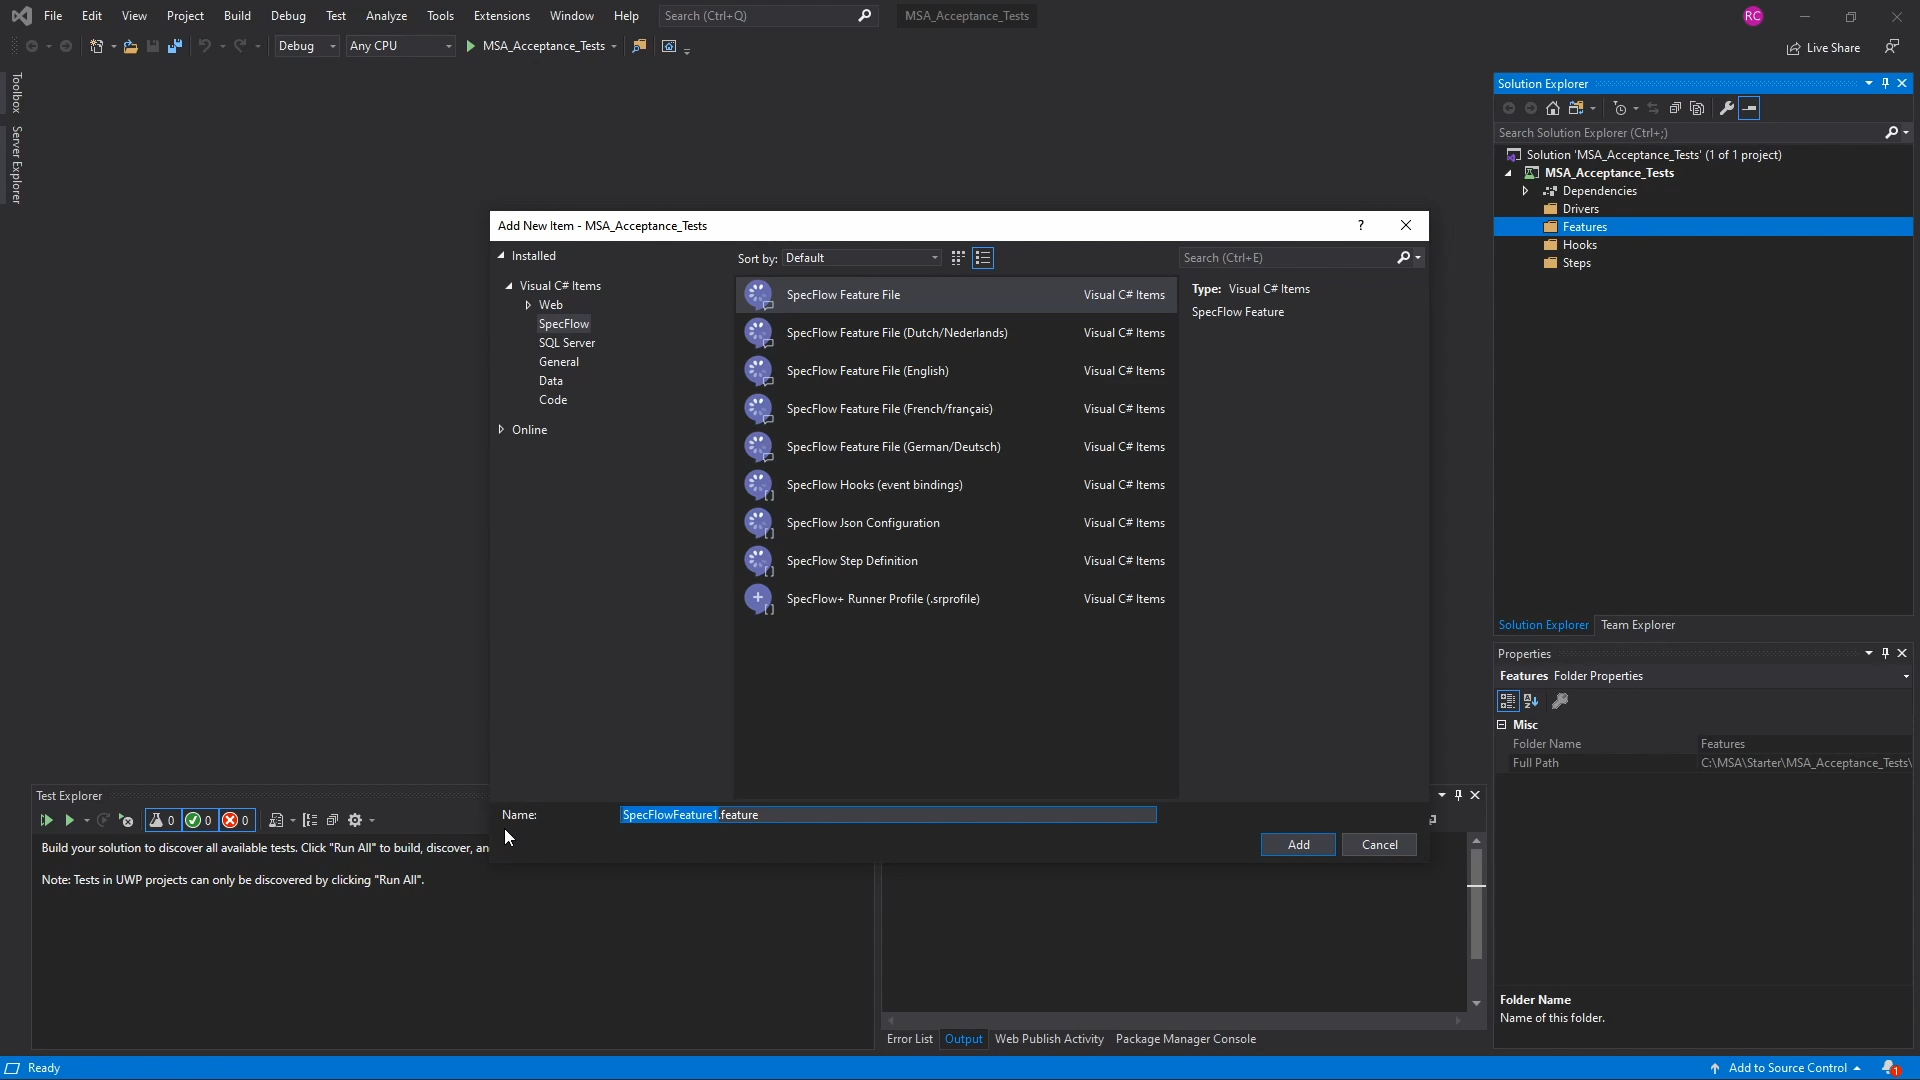 File Edit View Project Build Debug Test Analyze Tools Extensions Window Help Search (Ctrl+Q) MSA_Acceptance_Tests RC
Debug Any CPU MSA_Acceptance_Tests Live Share
Toolbox
Server Explorer
Solution Explorer
Search Solution Explorer (Ctrl+;)
Solution 'MSA_Acceptance_Tests' (1 of 1 project)
MSA_Acceptance_Tests
Dependencies
Drivers
Features
Hooks
Steps
Solution Explorer Team Explorer
Add New Item - MSA_Acceptance_Tests ?
Installed
Visual C# Items
Web
SpecFlow
SQL Server
General
Data
Code
Online
Sort by: Default
Search (Ctrl+E)
SpecFlow Feature File Visual C# Items
SpecFlow Feature File (Dutch/Nederlands) Visual C# Items
SpecFlow Feature File (English) Visual C# Items
SpecFlow Feature File (French/français) Visual C# Items
SpecFlow Feature File (German/Deutsch) Visual C# Items
SpecFlow Hooks (event bindings) Visual C# Items
SpecFlow Json Configuration Visual C# Items
SpecFlow Step Definition Visual C# Items
SpecFlow+ Runner Profile (.srprofile) Visual C# Items
Type: Visual C# Items
SpecFlow Feature
Name: SpecFlowFeature1.feature
Add Cancel
Properties
Features Folder Properties
Misc
Folder Name Features
Full Path C:\MSA\Starter\MSA_Acceptance_Tests\
Folder Name
Name of this folder.
Test Explorer
0 0 0
Build your solution to discover all available tests. Click "Run All" to build, discover, an
Note: Tests in UWP projects can only be discovered by clicking "Run All".
Error List Output Web Publish Activity Package Manager Console
Ready Add to Source Control 1